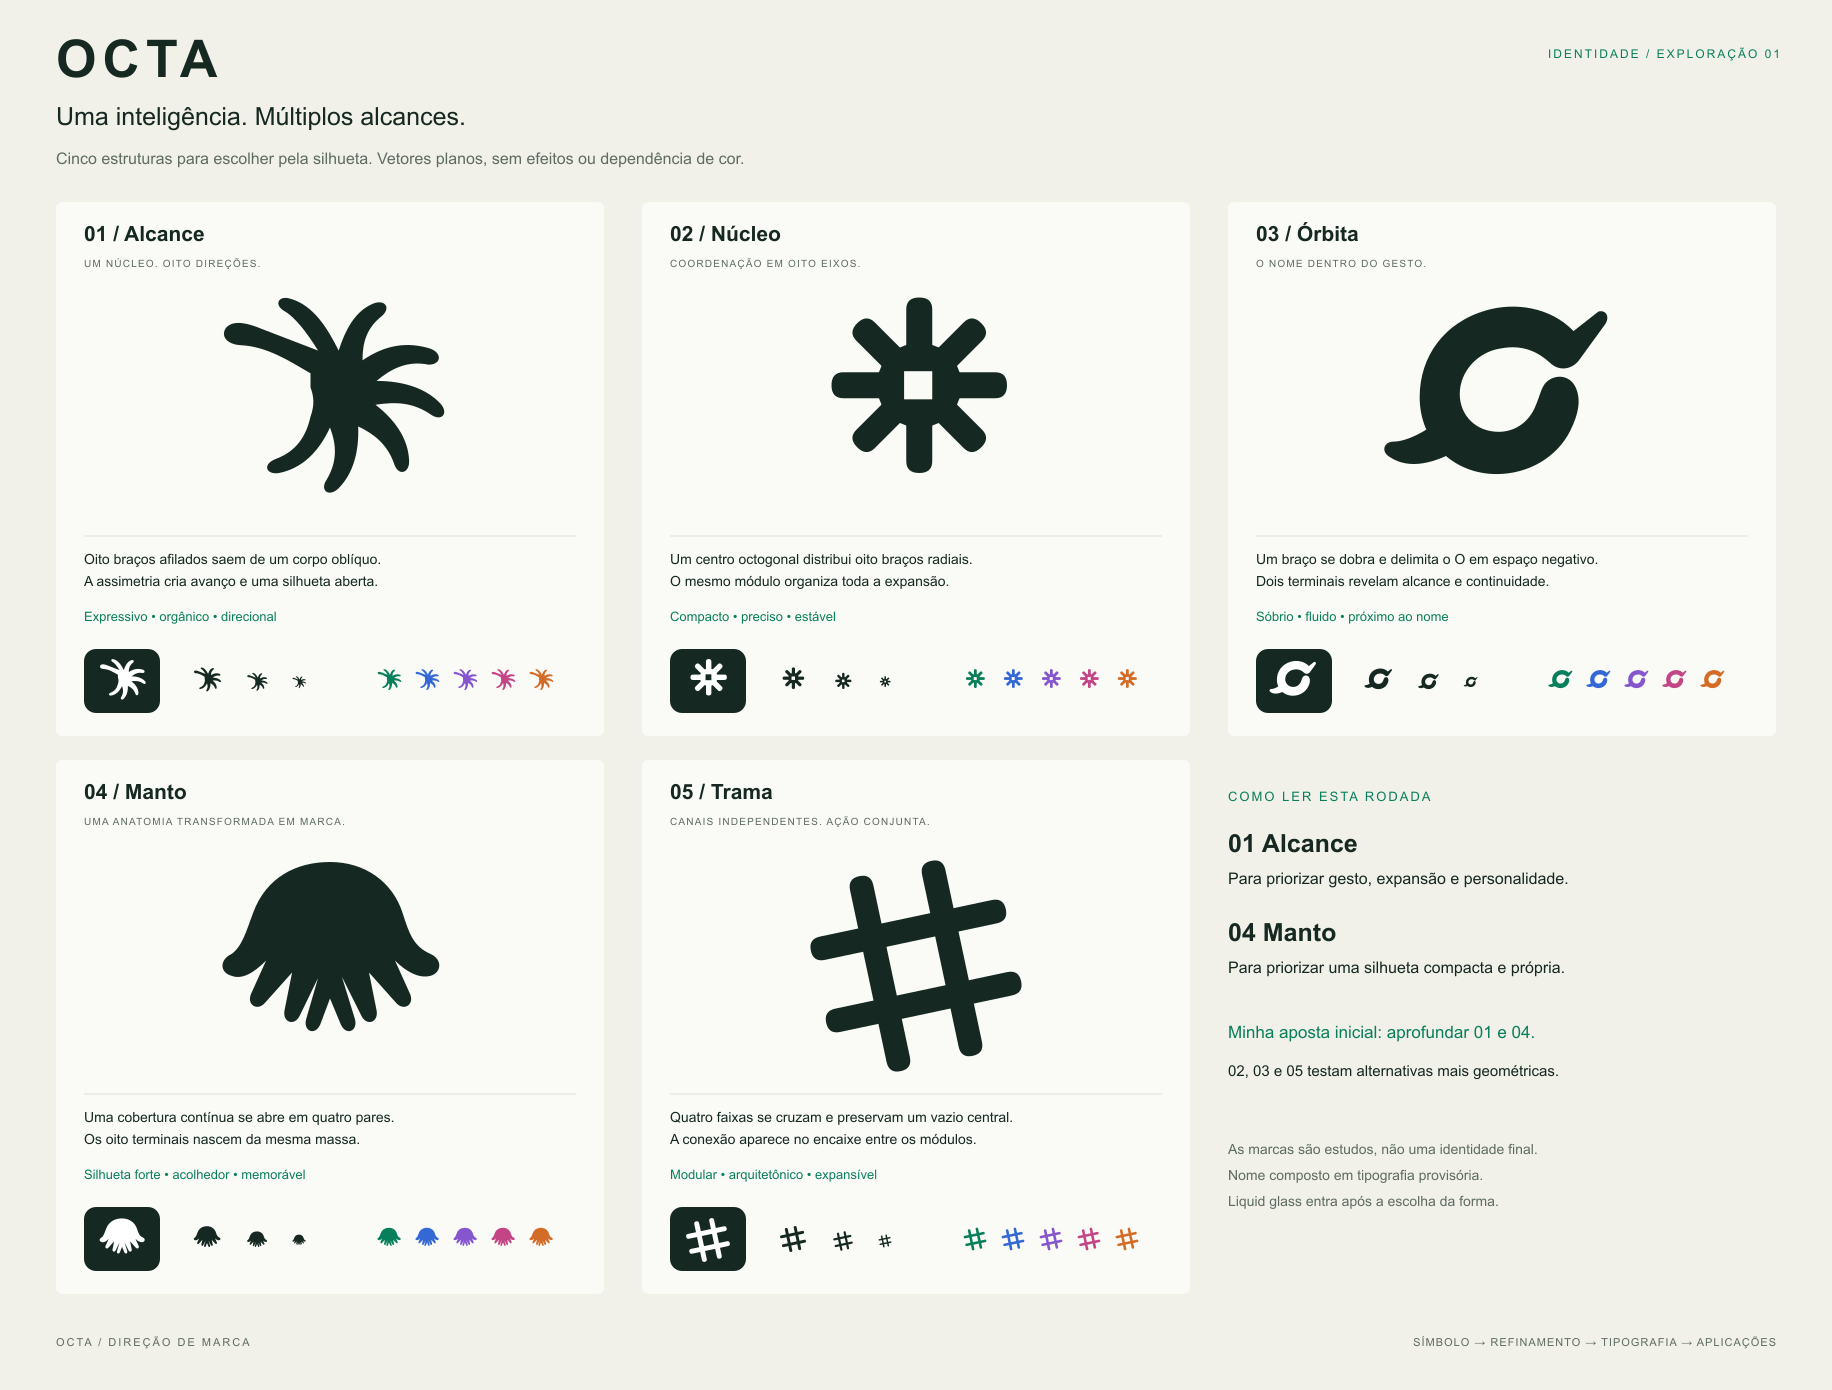 OCTA
IDENTIDADE / EXPLORAÇÃO 01
Uma inteligência. Múltiplos alcances.
Cinco estruturas para escolher pela silhueta. Vetores planos, sem efeitos ou dependência de cor.
01 / Alcance
UM NÚCLEO. OITO DIREÇÕES.
Oito braços afilados saem de um corpo oblíquo.
A assimetria cria avanço e uma silhueta aberta.
Expressivo • orgânico • direcional
02 / Núcleo
COORDENAÇÃO EM OITO EIXOS.
Um centro octogonal distribui oito braços radiais.
O mesmo módulo organiza toda a expansão.
Compacto • preciso • estável
03 / Órbita
O NOME DENTRO DO GESTO.
Um braço se dobra e delimita o O em espaço negativo.
Dois terminais revelam alcance e continuidade.
Sóbrio • fluido • próximo ao nome
04 / Manto
UMA ANATOMIA TRANSFORMADA EM MARCA.
Uma cobertura contínua se abre em quatro pares.
Os oito terminais nascem da mesma massa.
Silhueta forte • acolhedor • memorável
05 / Trama
CANAIS INDEPENDENTES. AÇÃO CONJUNTA.
Quatro faixas se cruzam e preservam um vazio central.
A conexão aparece no encaixe entre os módulos.
Modular • arquitetônico • expansível
COMO LER ESTA RODADA
01 Alcance
Para priorizar gesto, expansão e personalidade.
04 Manto
Para priorizar uma silhueta compacta e própria.
Minha aposta inicial: aprofundar 01 e 04.
02, 03 e 05 testam alternativas mais geométricas.
As marcas são estudos, não uma identidade final.
Nome composto em tipografia provisória.
Liquid glass entra após a escolha da forma.
OCTA / DIREÇÃO DE MARCA
SÍMBOLO → REFINAMENTO → TIPOGRAFIA → APLICAÇÕES